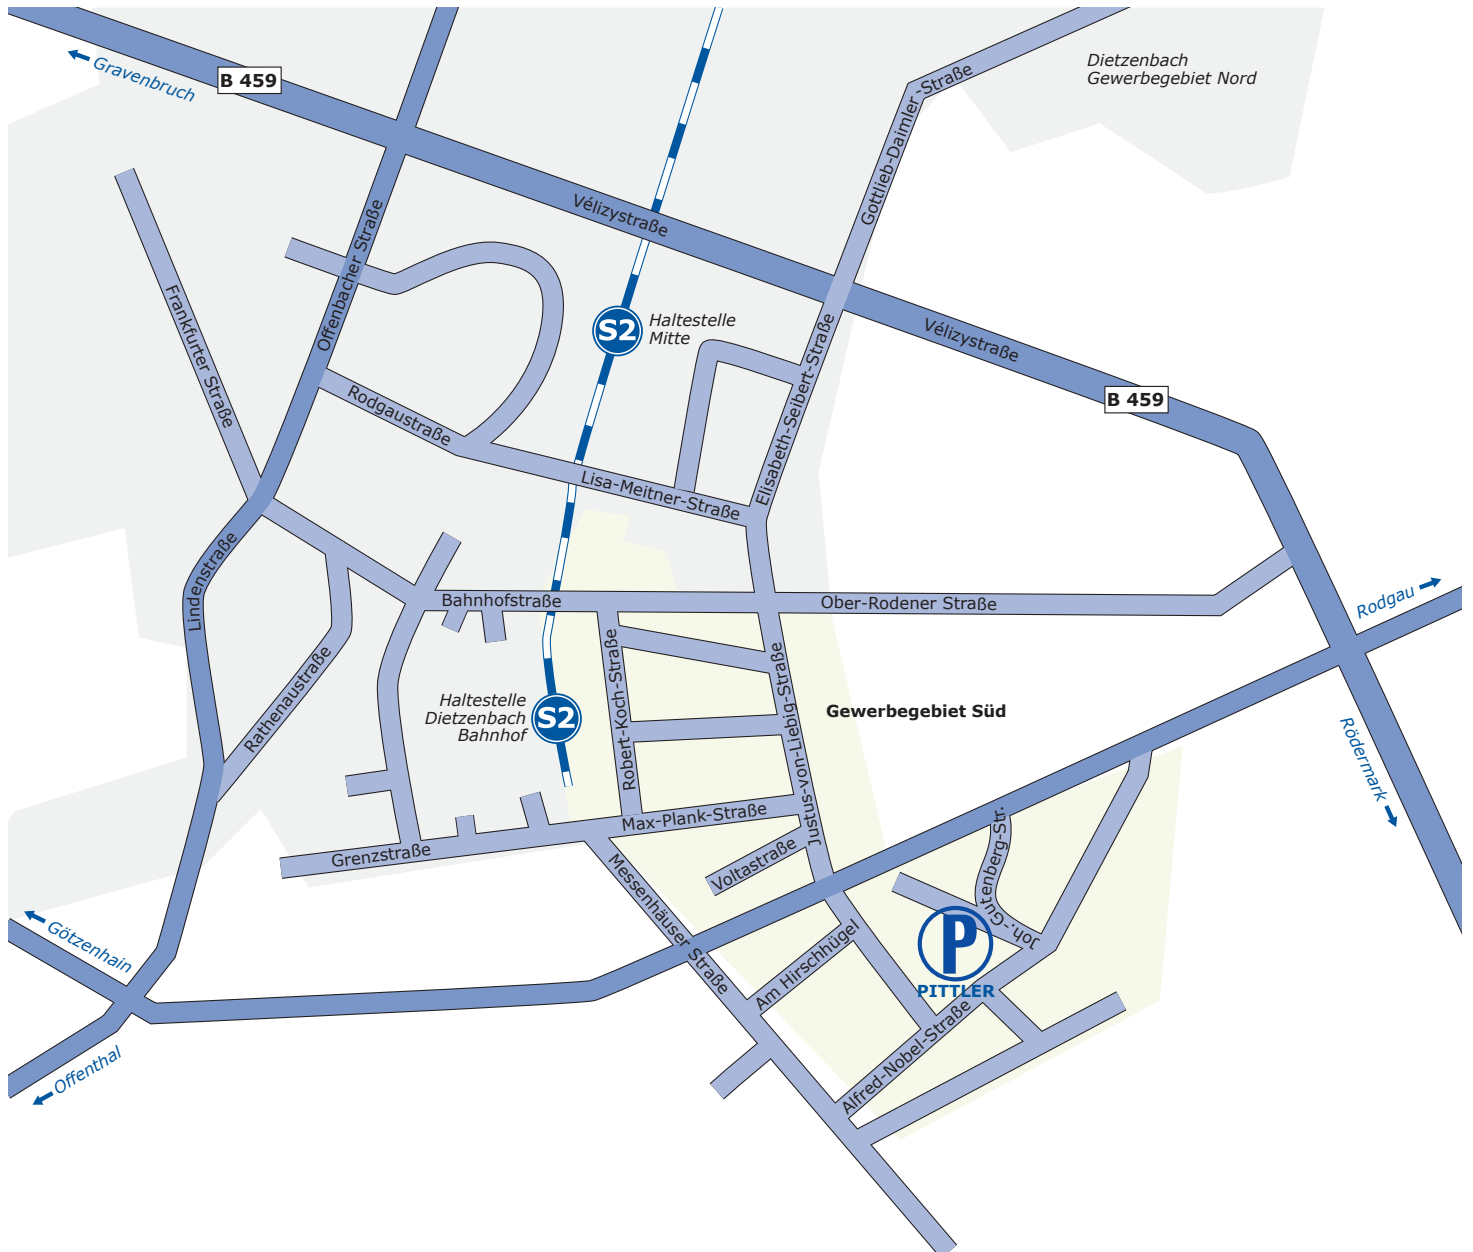 Dietzenbach
Gewerbegebiet Nord
Gravenbruch
B 459
Gottlieb-Daimler-Straße
Vélizystraße
Offenbacher Straße
Frankfurter Straße
S2
Haltestelle
Mitte
Vélizystraße
Elisabeth-Seibert-Straße
B 459
Rodgaustraße
Lisa-Meitner-Straße
Lindenstraße
Bahnhofstraße
Ober-Rodener Straße
Rodgau
Rathenaustraße
Robert-Koch-Straße
Justus-von-Liebig-Straße
Haltestelle
Dietzenbach
Bahnhof
S2
Gewerbegebiet Süd
Rödermark
Max-Plank-Straße
Grenzstraße
Voltastraße
Messenhäuser Straße
Joh.-Gutenberg-Str.
Götzenhain
Am Hirschhügel
P
PITTLER
Alfred-Nobel-Straße
Offenthal